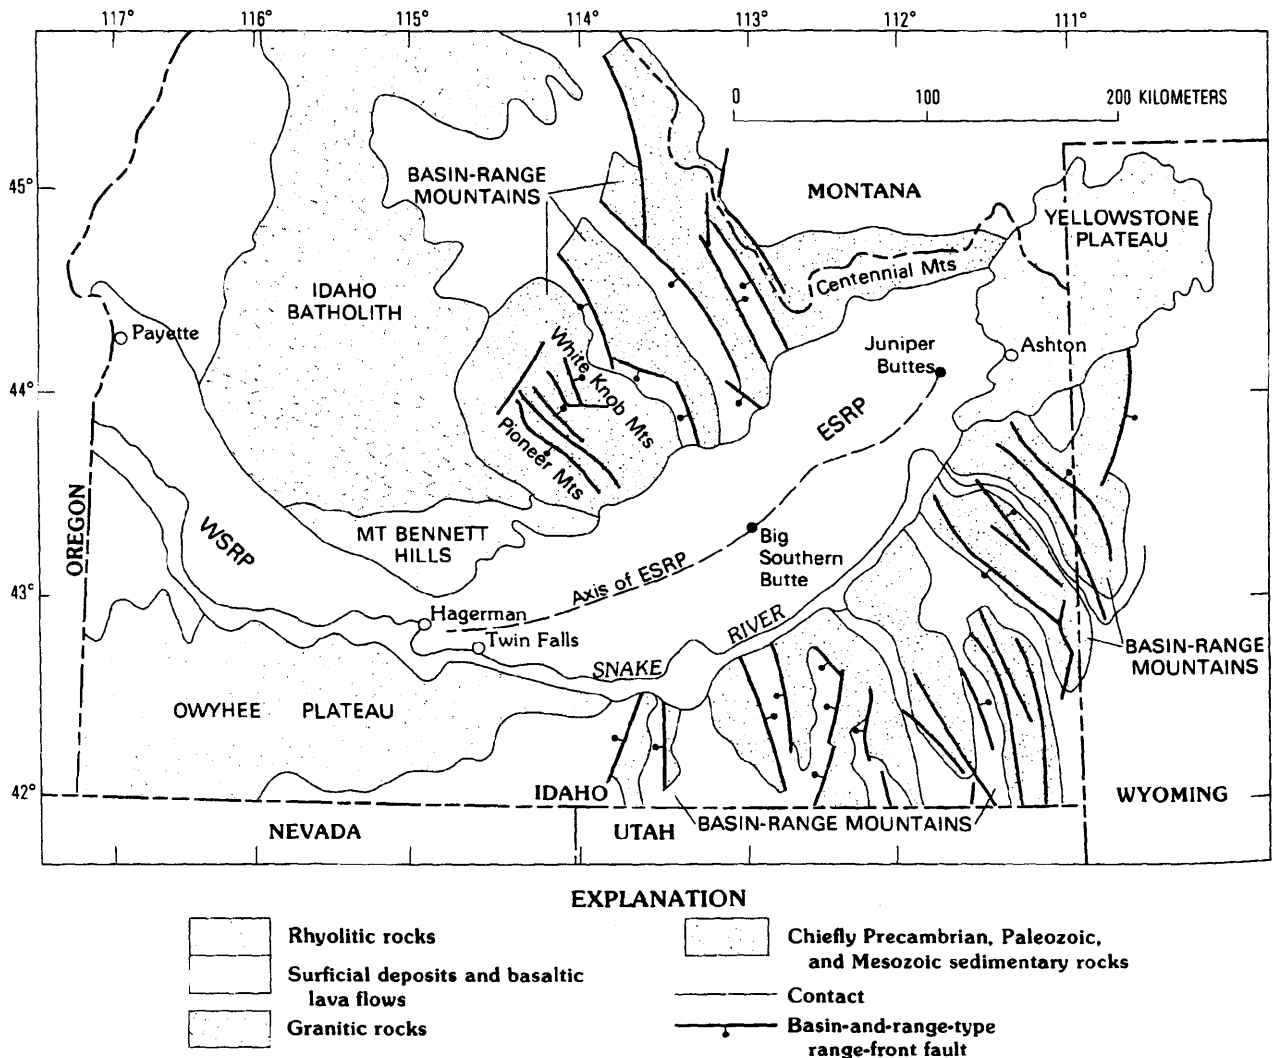 117° 116° 115° 114° 113° 112° 111°
0 100 200 KILOMETERS
BASIN-RANGE
MOUNTAINS
45°
MONTANA
YELLOWSTONE
PLATEAU
Centennial Mts
IDAHO
BATHOLITH
Payette
White Knob Mts
Juniper
Buttes
Ashton
44°
ESRP
Pioneer Mts
OREGON
WSRP
MT BENNETT
HILLS
Big
Southern
Butte
Axis of ESRP
43°
Hagerman
Twin Falls
SNAKE RIVER
BASIN-RANGE
MOUNTAINS
OWYHEE PLATEAU
42°
IDAHO
WYOMING
NEVADA
UTAH
BASIN-RANGE MOUNTAINS
EXPLANATION
Rhyolitic rocks
Surficial deposits and basaltic
lava flows
Granitic rocks
Chiefly Precambrian, Paleozoic,
and Mesozoic sedimentary rocks
Contact
Basin-and-range-type
range-front fault